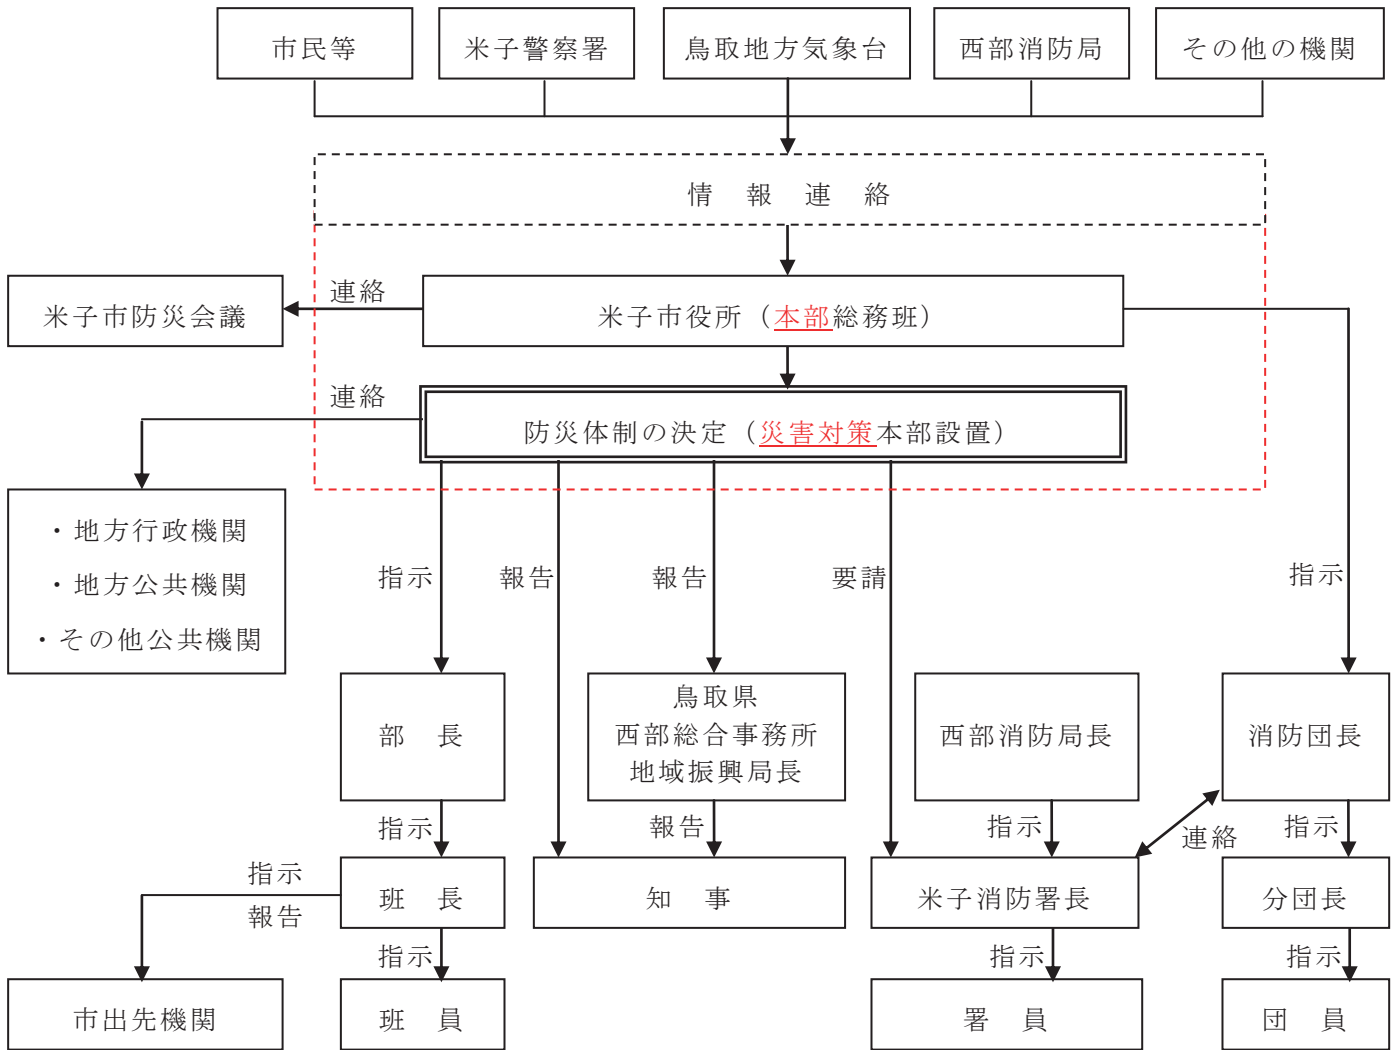 市民等
米子警察署
鳥取地方気象台
西部消防局
その他の機関
情　報　連　絡
連絡
米子市防災会議
米子市役所（本部総務班）
連絡
防災体制の決定（災害対策本部設置）
・地方行政機関
・地方公共機関
・その他公共機関
指示
報告
報告
要請
指示
部　長
鳥取県
西部総合事務所
地域振興局長
西部消防局長
消防団長
指示
報告
指示
連絡
指示
指示
報告
班　長
知　事
米子消防署長
分団長
指示
指示
指示
市出先機関
班　員
署　員
団　員